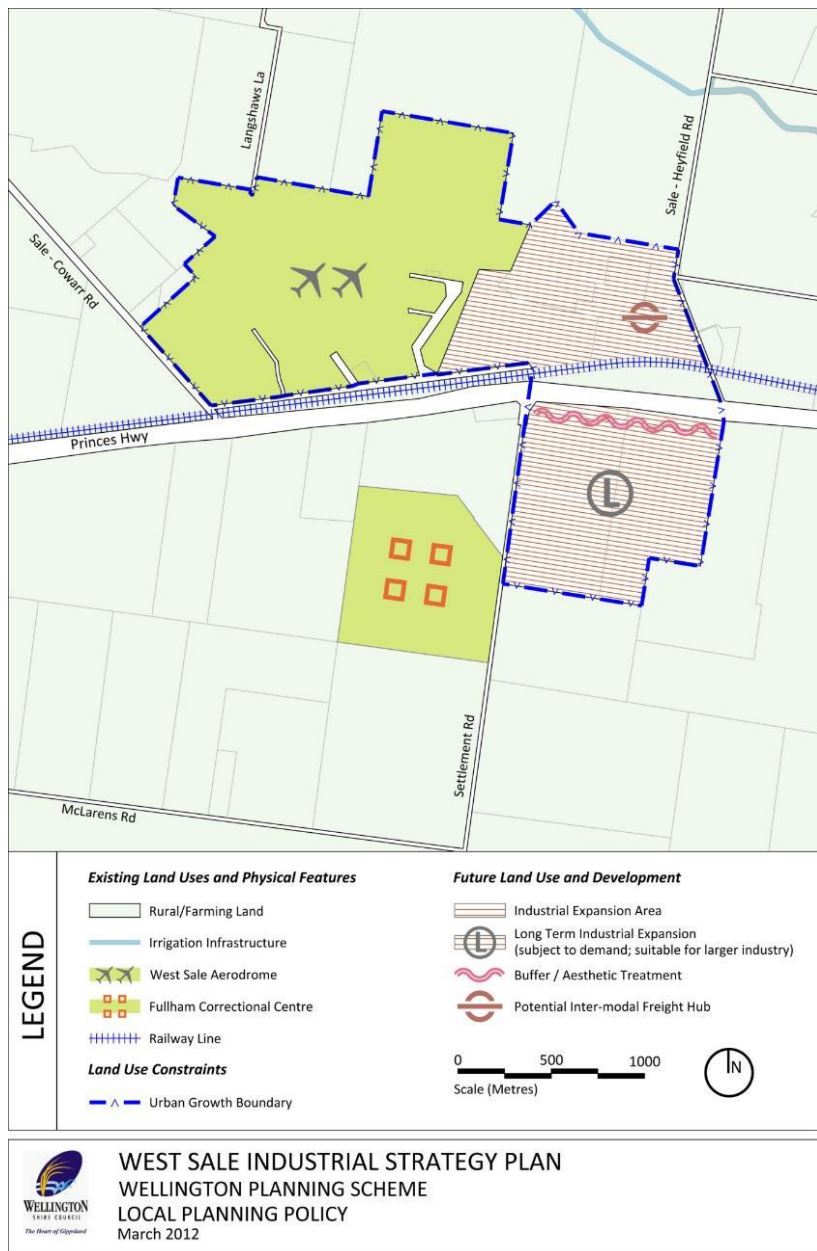 Langshaws La
Sale - Heyfield Rd
Sale - Cowarr Rd
Princes Hwy
L
Settlement Rd
McLarens Rd
LEGEND
Existing Land Uses and Physical Features
Rural/Farming Land
Irrigation Infrastructure
West Sale Aerodrome
Fullham Correctional Centre
Railway Line
Land Use Constraints
Urban Growth Boundary
Future Land Use and Development
Industrial Expansion Area
L
Long Term Industrial Expansion
(subject to demand; suitable for larger industry)
Buffer / Aesthetic Treatment
Potential Inter-modal Freight Hub
0 500 1000
Scale (Metres)
N
WELLINGTON
SHIRE COUNCIL
The Heart of Gippsland
WEST SALE INDUSTRIAL STRATEGY PLAN
WELLINGTON PLANNING SCHEME
LOCAL PLANNING POLICY
March 2012